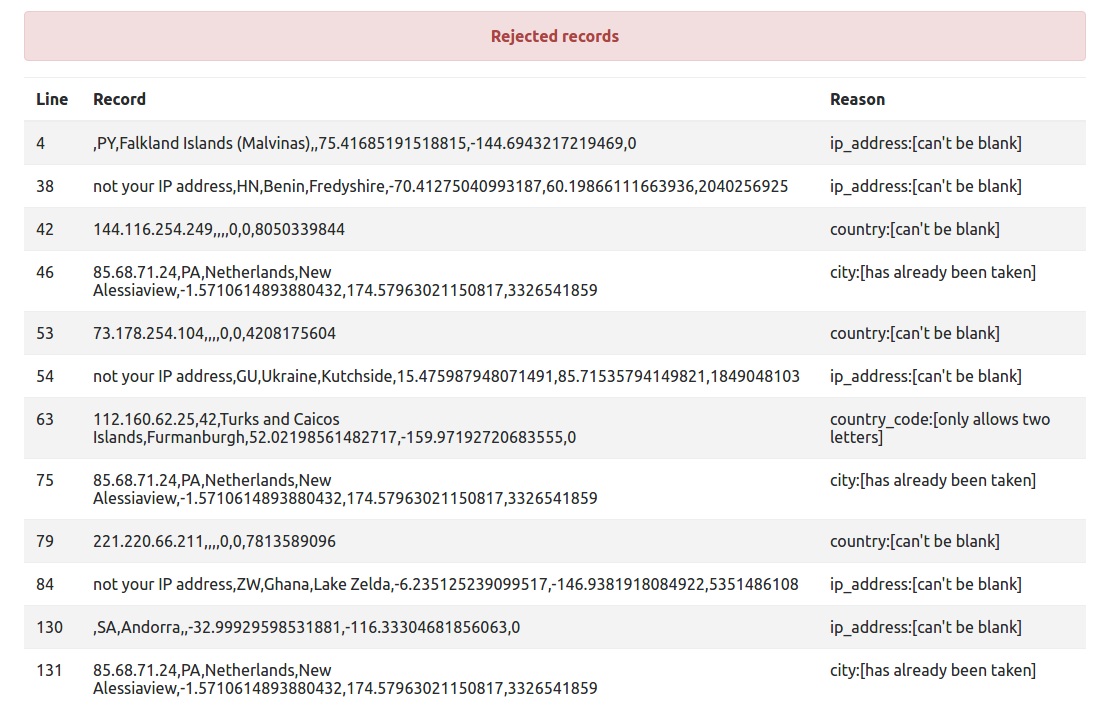 Rejected records
Line Record Reason
4 ,PY,Falkland Islands (Malvinas),,75.41685191518815,-144.6943217219469,0 ip_address:[can't be blank]
38 not your IP address,HN,Benin,Fredyshire,-70.41275040993187,60.19866111663936,2040256925 ip_address:[can't be blank]
42 144.116.254.249,,,,0,0,8050339844 country:[can't be blank]
46 85.68.71.24,PA,Netherlands,New city:[has already been taken]
Alessiaview,-1.5710614893880432,174.57963021150817,3326541859
53 73.178.254.104,,,,0,0,4208175604 country:[can't be blank]
54 not your IP address,GU,Ukraine,Kutchside,15.475987948071491,85.71535794149821,1849048103 ip_address:[can't be blank]
63 112.160.62.25,42,Turks and Caicos country_code:[only allows two
Islands,Furmanburgh,52.02198561482717,-159.97192720683555,0 letters]
75 85.68.71.24,PA,Netherlands,New city:[has already been taken]
Alessiaview,-1.5710614893880432,174.57963021150817,3326541859
79 221.220.66.211,,,,0,0,7813589096 country:[can't be blank]
84 not your IP address,ZW,Ghana,Lake Zelda,-6.235125239099517,-146.9381918084922,5351486108 ip_address:[can't be blank]
130 ,SA,Andorra,,-32.99929598531881,-116.33304681856063,0 ip_address:[can't be blank]
131 85.68.71.24,PA,Netherlands,New city:[has already been taken]
Alessiaview,-1.5710614893880432,174.57963021150817,3326541859